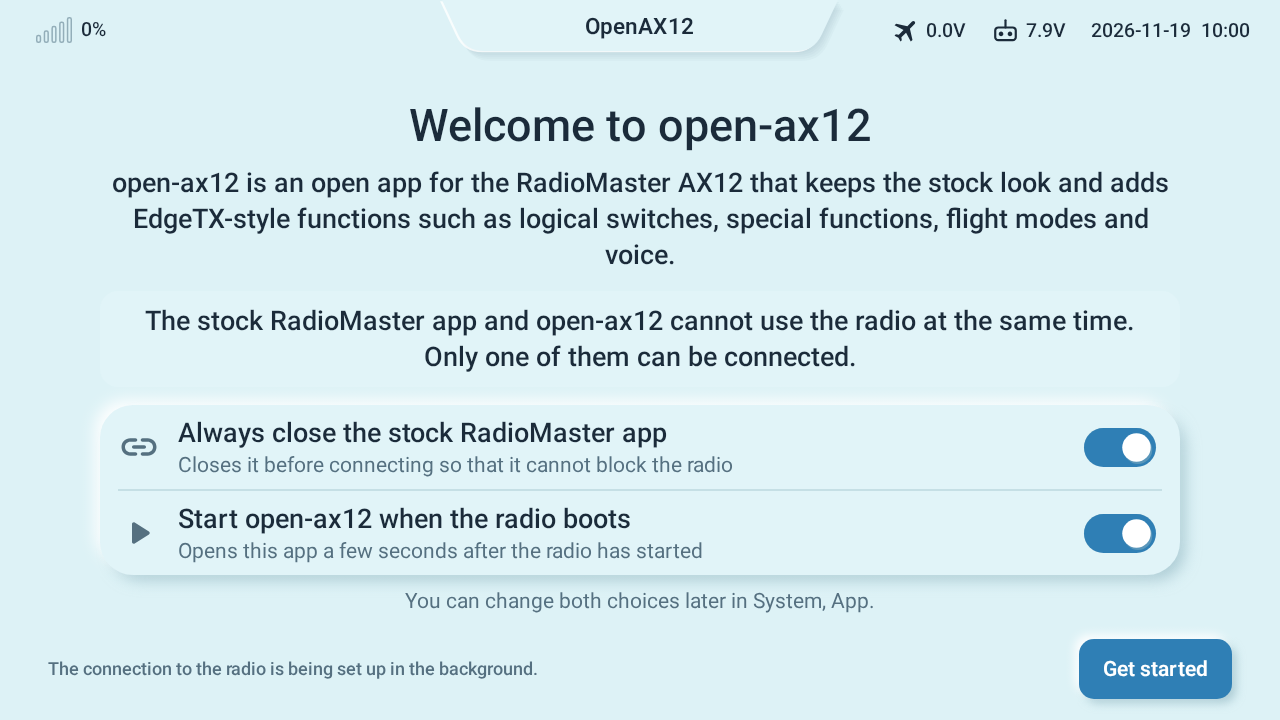 0%
OpenAX12
0.0V
7.9V
2026-11-19 10:00
Welcome to open-ax12
open-ax12 is an open app for the RadioMaster AX12 that keeps the stock look and adds
EdgeTX-style functions such as logical switches, special functions, flight modes and
voice.
The stock RadioMaster app and open-ax12 cannot use the radio at the same time.
Only one of them can be connected.
Always close the stock RadioMaster app
Closes it before connecting so that it cannot block the radio
Start open-ax12 when the radio boots
Opens this app a few seconds after the radio has started
You can change both choices later in System, App.
The connection to the radio is being set up in the background.
Get started